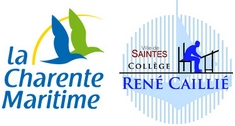 la
Charente
Maritime
Ville de
SAINTES
COLLÈGE
RENÉ CAILLIÉ